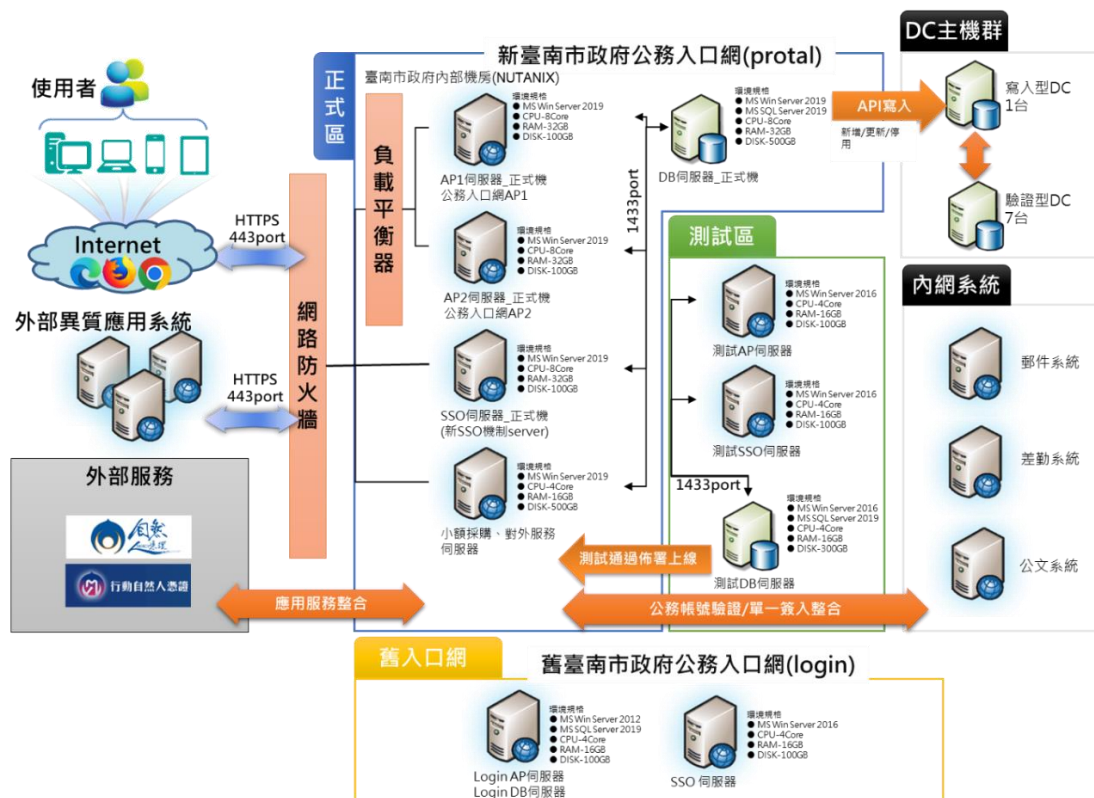 新臺南市政府公務入口網(protal)
正式區
臺南市政府內部機房(NUTANIX)
使用者
Internet
HTTPS
443port
外部異質應用系統
HTTPS
443port
外部服務
自然人憑證
行動自然人憑證
應用服務整合
網路防火牆
負載平衡器
環境規格
● MS Win Server 2019
● CPU-8Core
● RAM-32GB
● DISK-100GB
AP1伺服器_正式機
公務入口網AP1
環境規格
● MS Win Server 2019
● CPU-8Core
● RAM-32GB
● DISK-100GB
AP2伺服器_正式機
公務入口網AP2
環境規格
● MS Win Server 2019
● CPU-8Core
● RAM-32GB
● DISK-100GB
SSO伺服器_正式機
(新SSO機制server)
環境規格
● MS Win Server 2019
● CPU-4Core
● RAM-16GB
● DISK-500GB
小額採購、對外服務
伺服器
1433port
環境規格
● MS Win Server 2019
● MS SQL Server 2019
● CPU-8Core
● RAM-32GB
● DISK-500GB
DB伺服器_正式機
API寫入
新增/更新/停
用
測試區
環境規格
● MS Win Server 2016
● CPU-4Core
● RAM-16GB
● DISK-100GB
測試AP伺服器
環境規格
● MS Win Server 2016
● CPU-4Core
● RAM-16GB
● DISK-100GB
測試SSO伺服器
1433port
環境規格
● MS Win Server 2016
● MS SQL Server 2019
● CPU-4Core
● RAM-16GB
● DISK-300GB
測試DB伺服器
測試通過佈署上線
公務帳號驗證/單一簽入整合
DC主機群
寫入型DC
1台
驗證型DC
7台
內網系統
郵件系統
差勤系統
公文系統
舊入口網
舊臺南市政府公務入口網(login)
環境規格
● MS Win Server 2012
● MS SQL Server 2019
● CPU-4Core
● RAM-16GB
● DISK-100GB
Login AP伺服器
Login DB伺服器
環境規格
● MS Win Server 2016
● CPU-4Core
● RAM-16GB
● DISK-100GB
SSO 伺服器